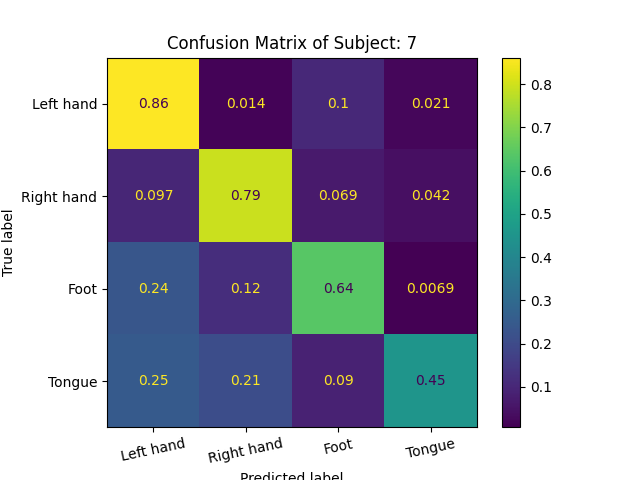 Confusion Matrix of Subject: 7
True label
Left hand 0.86 0.014 0.1 0.021
Right hand 0.097 0.79 0.069 0.042
Foot 0.24 0.12 0.64 0.0069
Tongue 0.25 0.21 0.09 0.45
Left hand Right hand Foot Tongue
Predicted label
0.8
0.7
0.6
0.5
0.4
0.3
0.2
0.1